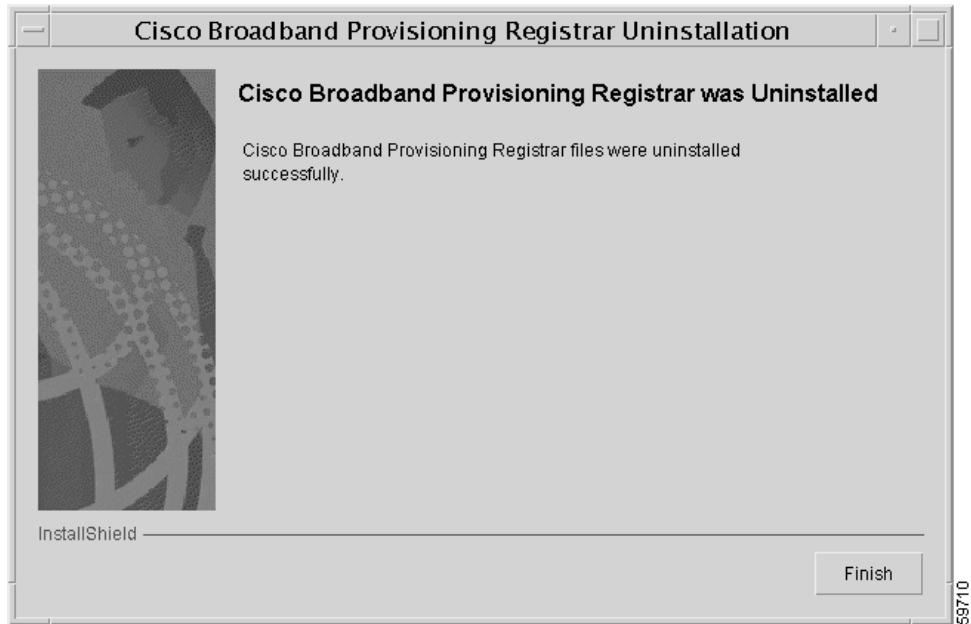 Cisco Broadband Provisioning Registrar Uninstallation
Cisco Broadband Provisioning Registrar was Uninstalled
Cisco Broadband Provisioning Registrar files were uninstalled
successfully.
InstallShield
Finish
59710